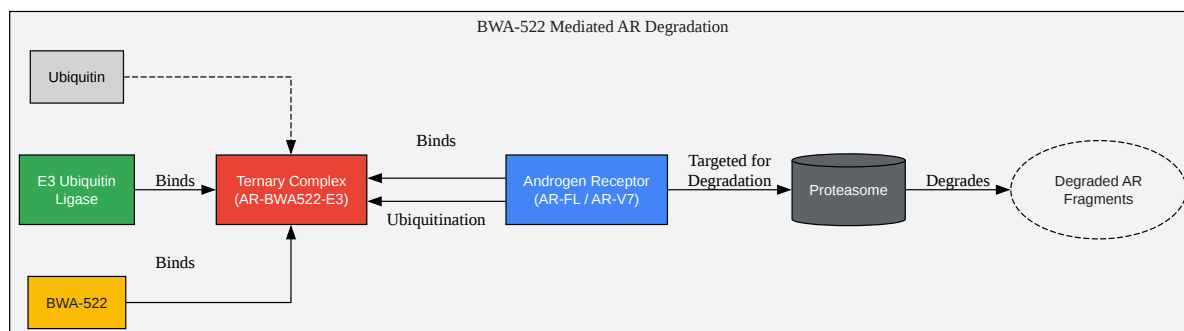 BWA-522 Mediated AR Degradation
Ubiquitin
Binds
Targeted for
Degradation
E3 Ubiquitin
Ligase
Binds
Ternary Complex
(AR-BWA522-E3)
Androgen Receptor
(AR-FL / AR-V7)
Proteasome
Degrades
Degraded AR
Fragments
Ubiquitination
Binds
BWA-522